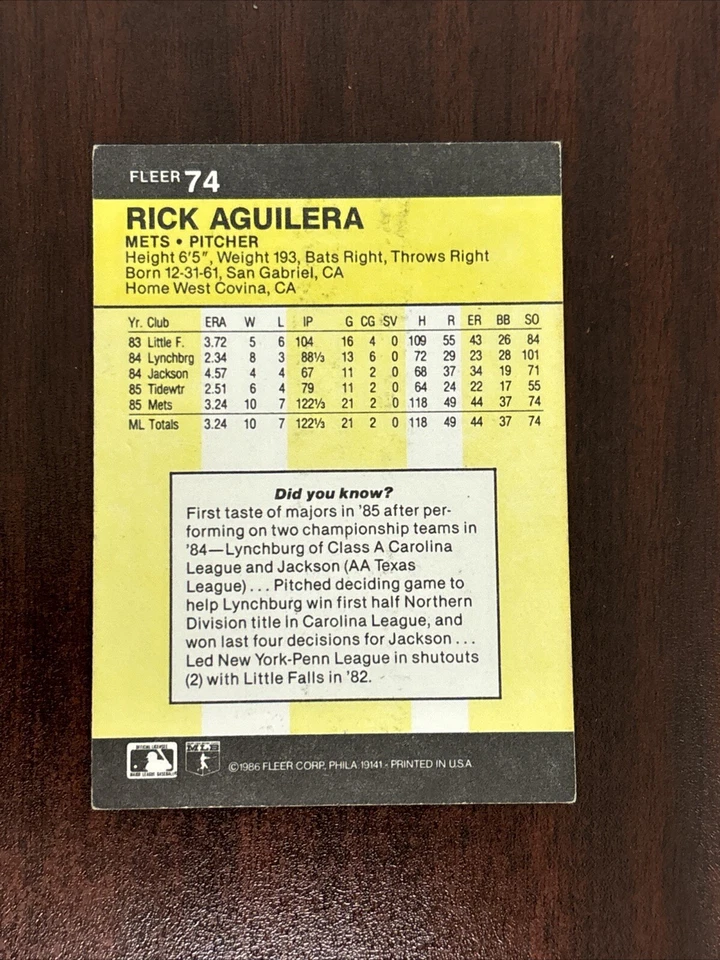 FLEER 74
RICK AGUILERA
METS • PITCHER
Height 6'5", Weight 193, Bats Right, Throws Right
Born 12-31-61, San Gabriel, CA
Home West Covina, CA
Yr. Club ERA W L IP G CG SV H R ER BB SO
83 Little F. 3.72 5 6 104 16 4 0 109 55 43 26 84
84 Lynchbrg 2.34 8 3 88⅓ 13 6 0 72 29 23 28 101
84 Jackson 4.57 4 4 67 11 2 0 68 37 34 19 71
85 Tidewtr 2.51 6 4 79 11 2 0 64 24 22 17 55
85 Mets 3.24 10 7 122⅓ 21 2 0 118 49 44 37 74
ML Totals 3.24 10 7 122⅓ 21 2 0 118 49 44 37 74
Did you know?
First taste of majors in '85 after per-
forming on two championship teams in
'84—Lynchburg of Class A Carolina
League and Jackson (AA Texas
League)... Pitched deciding game to
help Lynchburg win first half Northern
Division title in Carolina League, and
won last four decisions for Jackson...
Led New York-Penn League in shutouts
(2) with Little Falls in '82.
OFFICIAL LICENSEE
MAJOR LEAGUE BASEBALL
©1986 FLEER CORP., PHILA. 19141 - PRINTED IN U.S.A.